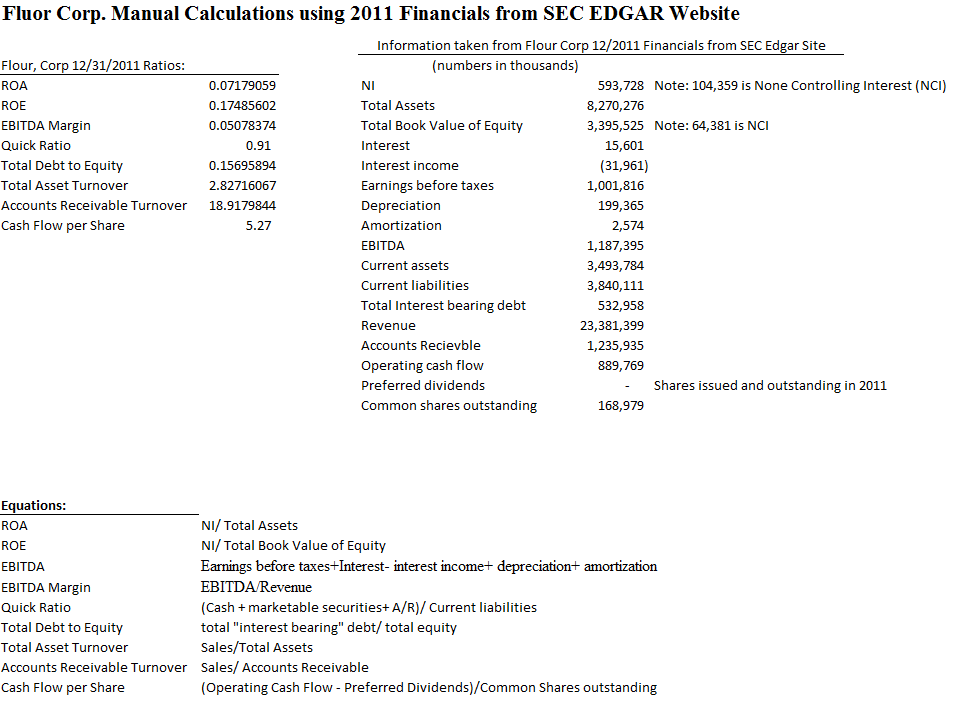 Fluor Corp. Manual Calculations using 2011 Financials from SEC EDGAR Website
Information taken from Flour Corp 12/2011 Financials from SEC Edgar Site
Flour, Corp 12/31/2011 Ratios: (numbers in thousands)
ROA 0.07179059 NI 593,728 Note: 104,359 is None Controlling Interest (NCI)
ROE 0.17485602 Total Assets 8,270,276
EBITDA Margin 0.05078374 Total Book Value of Equity 3,395,525 Note: 64,381 is NCI
Quick Ratio 0.91 Interest 15,601
Total Debt to Equity 0.15695894 Interest income (31,961)
Total Asset Turnover 2.82716067 Earnings before taxes 1,001,816
Accounts Receivable Turnover 18.9179844 Depreciation 199,365
Cash Flow per Share 5.27 Amortization 2,574
EBITDA 1,187,395
Current assets 3,493,784
Current liabilities 3,840,111
Total Interest bearing debt 532,958
Revenue 23,381,399
Accounts Recievble 1,235,935
Operating cash flow 889,769
Preferred dividends - Shares issued and outstanding in 2011
Common shares outstanding 168,979
Equations:
ROA NI/ Total Assets
ROE NI/ Total Book Value of Equity
EBITDA Earnings before taxes+Interest- interest income+ depreciation+ amortization
EBITDA Margin EBITDA/Revenue
Quick Ratio (Cash + marketable securities+ A/R)/ Current liabilities
Total Debt to Equity total "interest bearing" debt/ total equity
Total Asset Turnover Sales/Total Assets
Accounts Receivable Turnover Sales/ Accounts Receivable
Cash Flow per Share (Operating Cash Flow - Preferred Dividends)/Common Shares outstanding